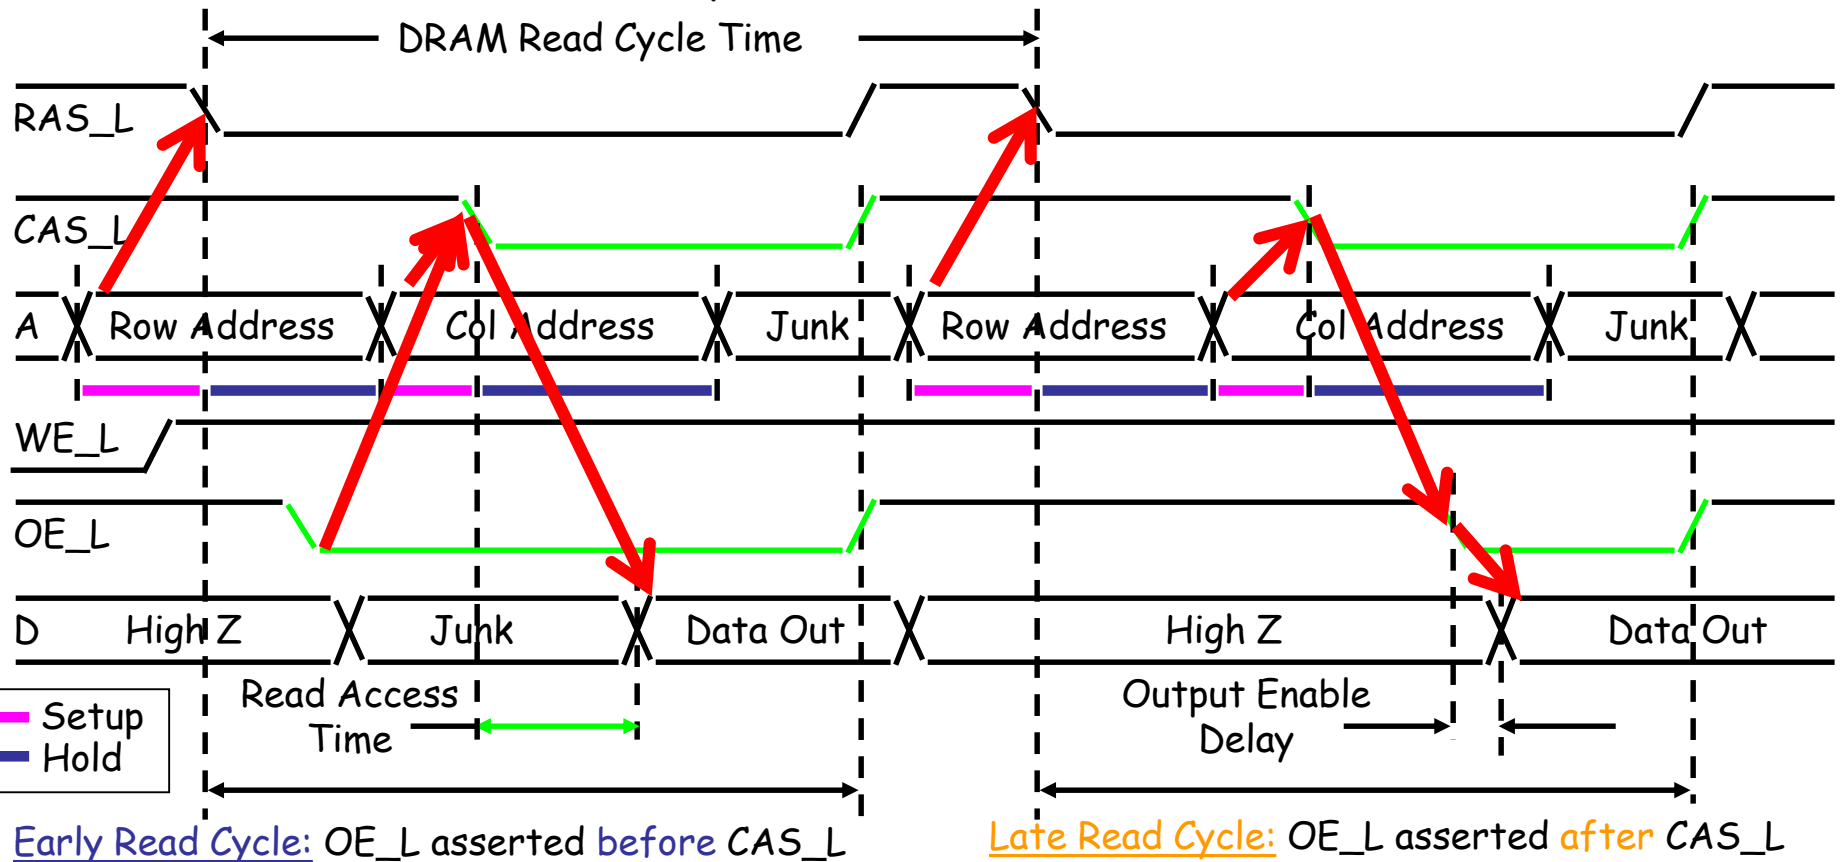 DRAM Read Cycle Time
RAS_L
CAS_L
A Row Address Col Address Junk Row Address Col Address Junk
WE_L
OE_L
D High Z Junk Data Out High Z Data Out
Read Access
Time
Output Enable
Delay
Setup
Hold
Early Read Cycle: OE_L asserted before CAS_L
Late Read Cycle: OE_L asserted after CAS_L